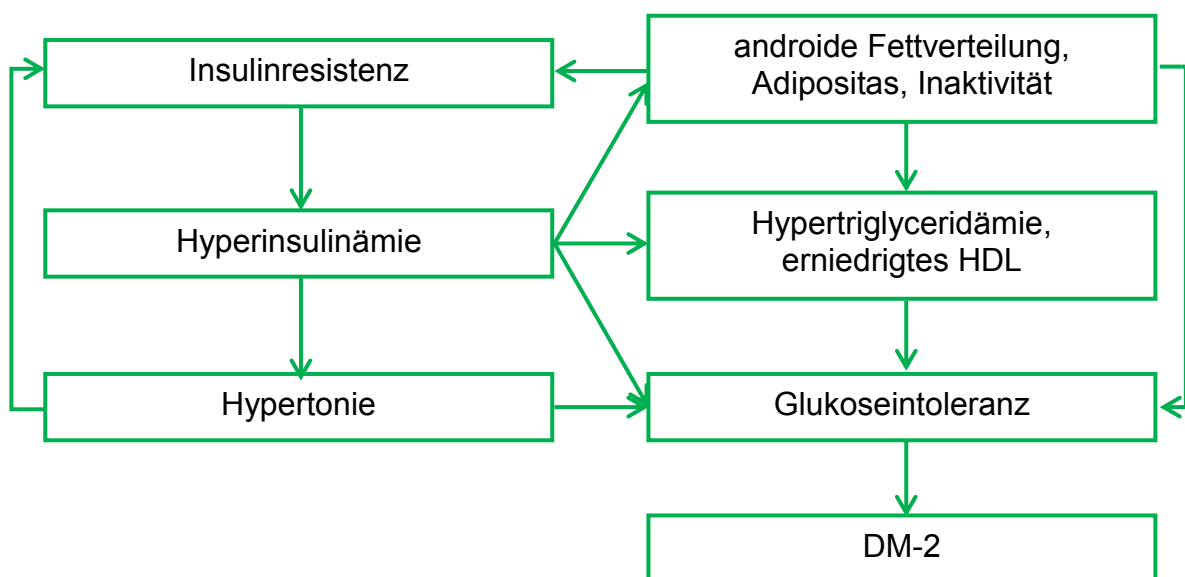 Insulinresistenz
androide Fettverteilung,
Adipositas, Inaktivität
Hyperinsulinämie
Hypertriglyceridämie,
erniedrigtes HDL
Hypertonie
Glukoseintoleranz
DM-2